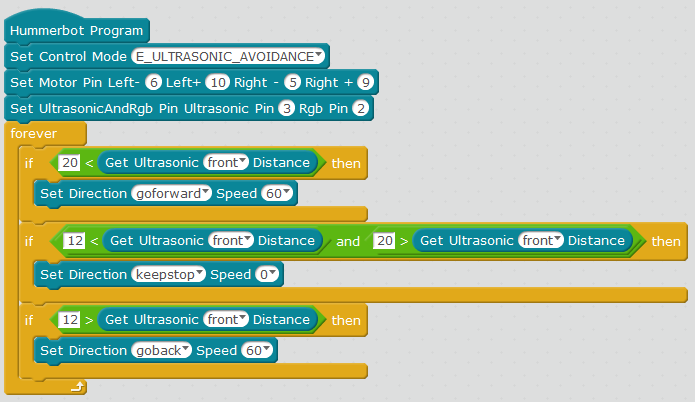 Hummerbot Program
Set Control Mode E_ULTRASONIC_AVOIDANCE
Set Motor Pin Left- 6 Left+ 10 Right - 5 Right + 9
Set UltrasonicAndRgb Pin Ultrasonic Pin 3 Rgb Pin 2
forever
if 20 < Get Ultrasonic front Distance then
Set Direction goforward Speed 60
if 12 < Get Ultrasonic front Distance and 20 > Get Ultrasonic front Distance then
Set Direction keepstop Speed 0
if 12 > Get Ultrasonic front Distance then
Set Direction goback Speed 60